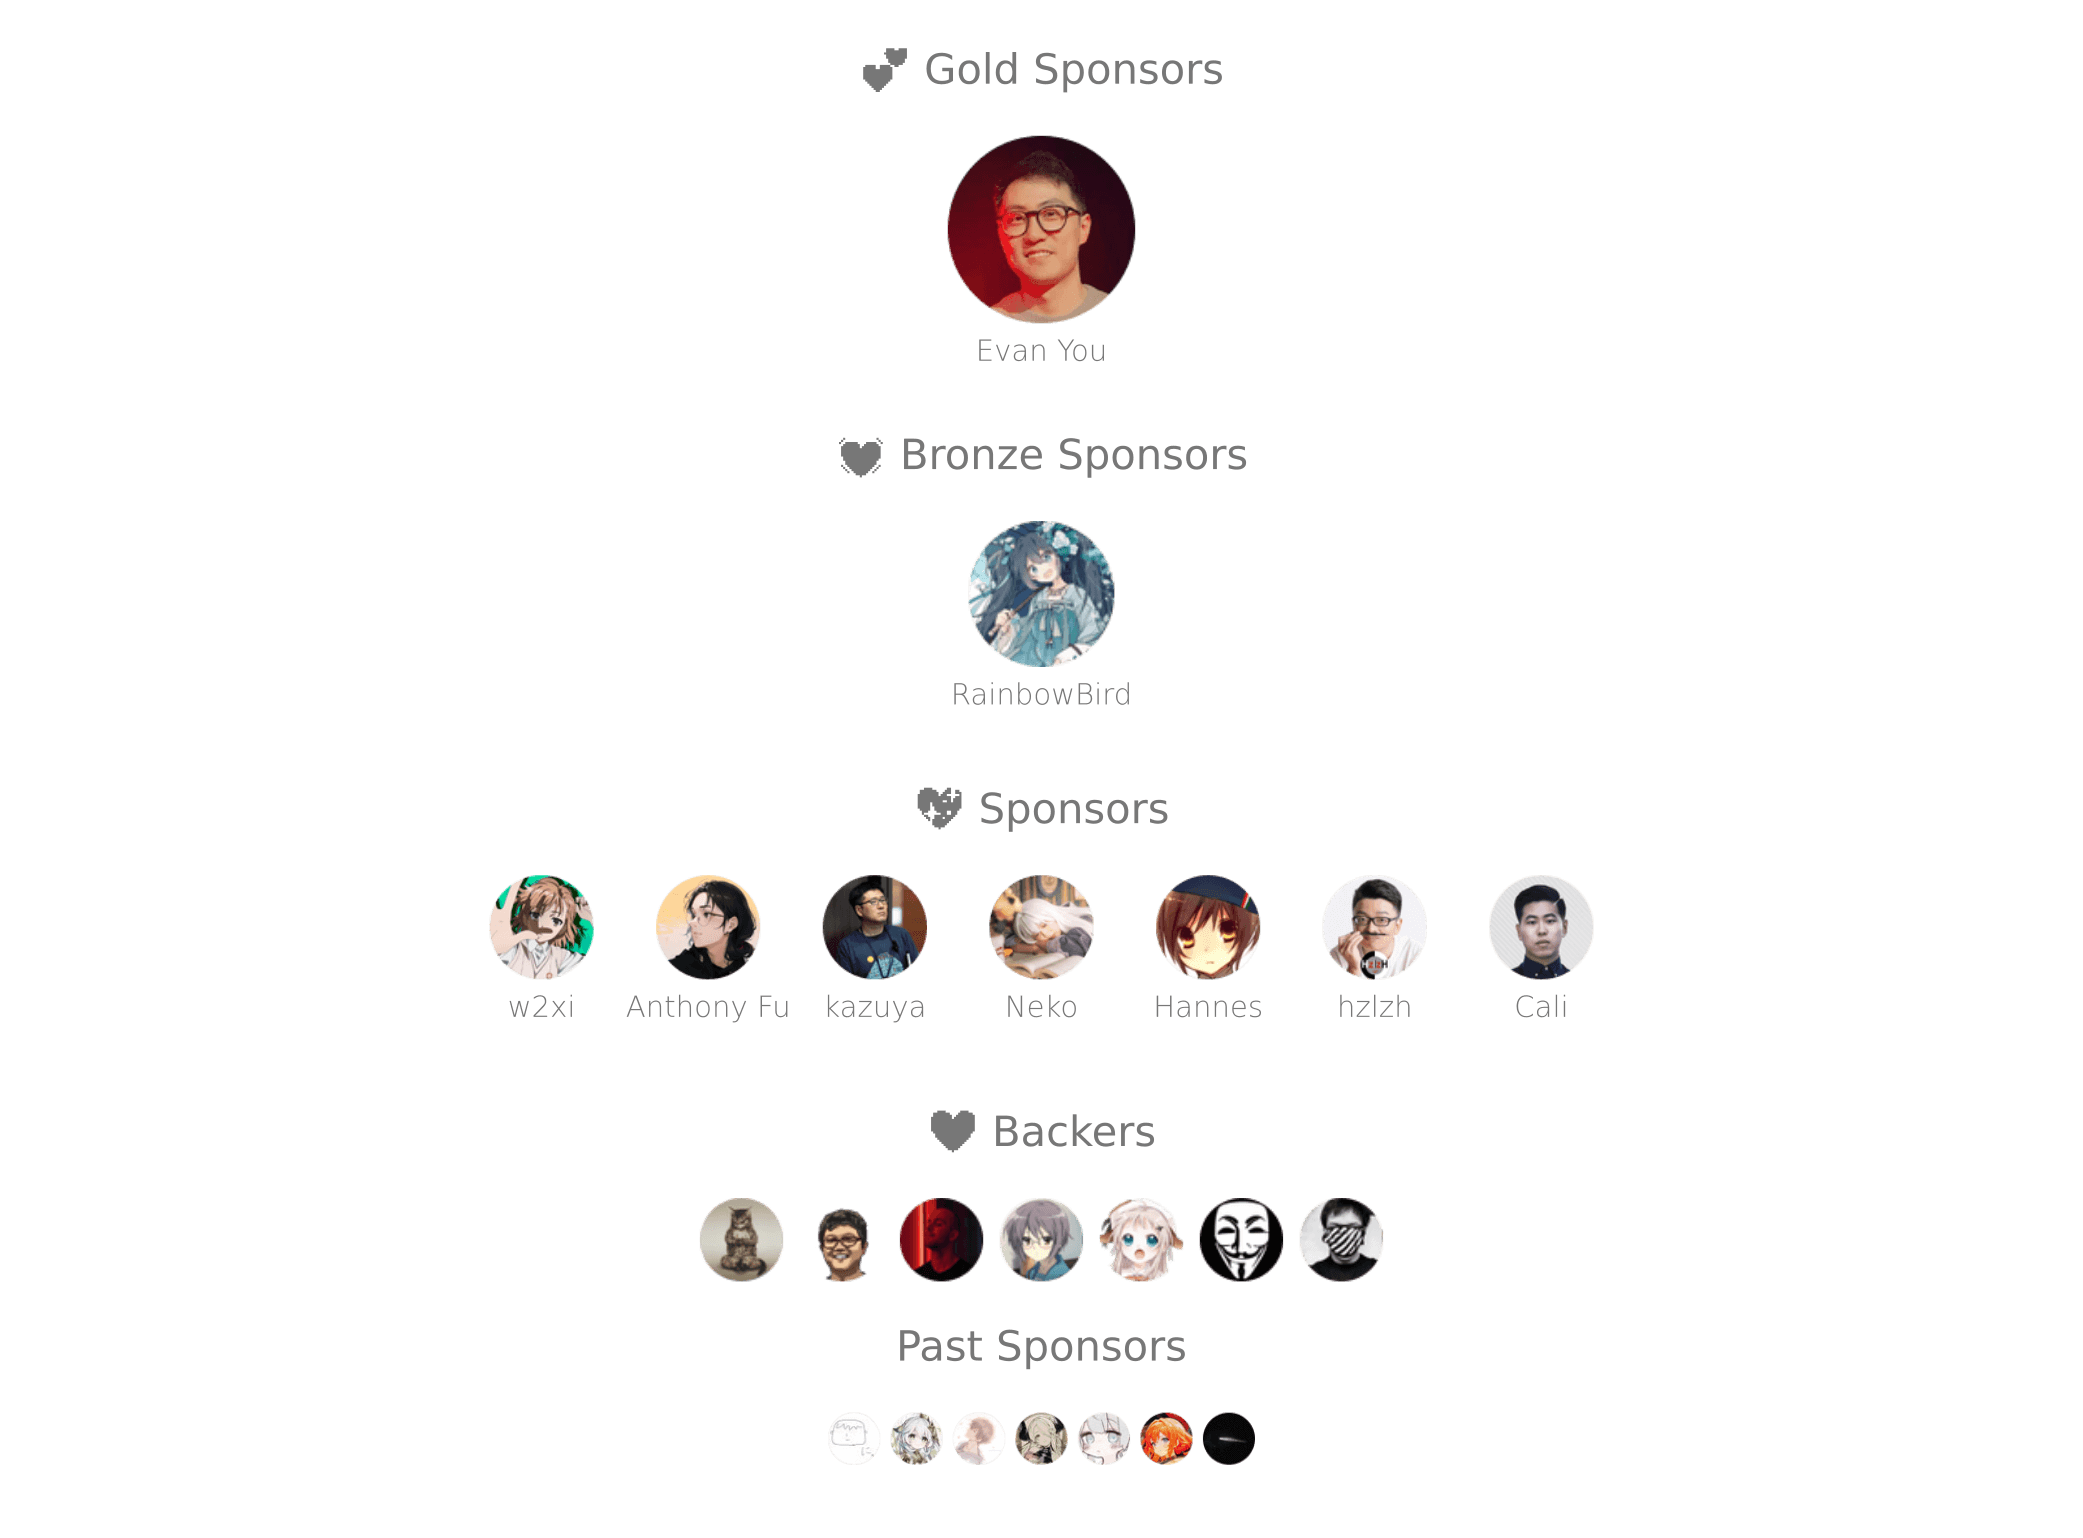 Gold Sponsors
Evan You
Bronze Sponsors
RainbowBird
Sponsors
w2xi Anthony Fu kazuya Neko Hannes hzlzh Cali
Backers
Past Sponsors